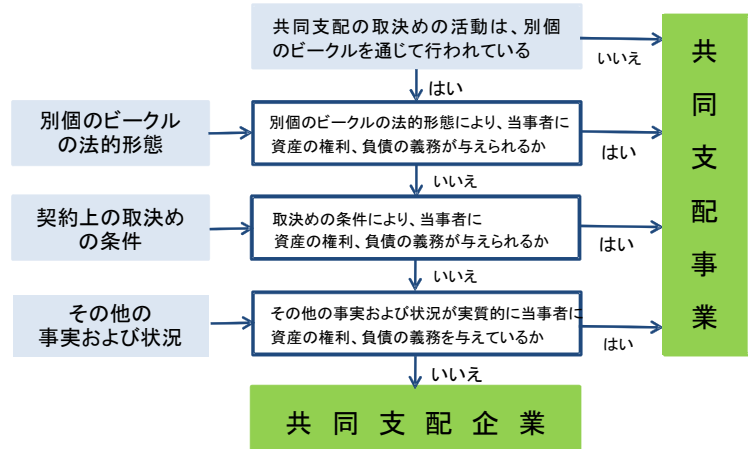 共同支配の取決めの活動は、別個
のビークルを通じて行われている
いいえ
はい
別個のビークル
の法的形態
別個のビークルの法的形態により、当事者に
資産の権利、負債の義務が与えられるか
はい
いいえ
契約上の取決め
の条件
取決めの条件により、当事者に
資産の権利、負債の義務が与えられるか
はい
いいえ
その他の
事実および状況
その他の事実および状況が実質的に当事者に
資産の権利、負債の義務を与えているか
はい
いいえ
共同支配事業
共同支配企業